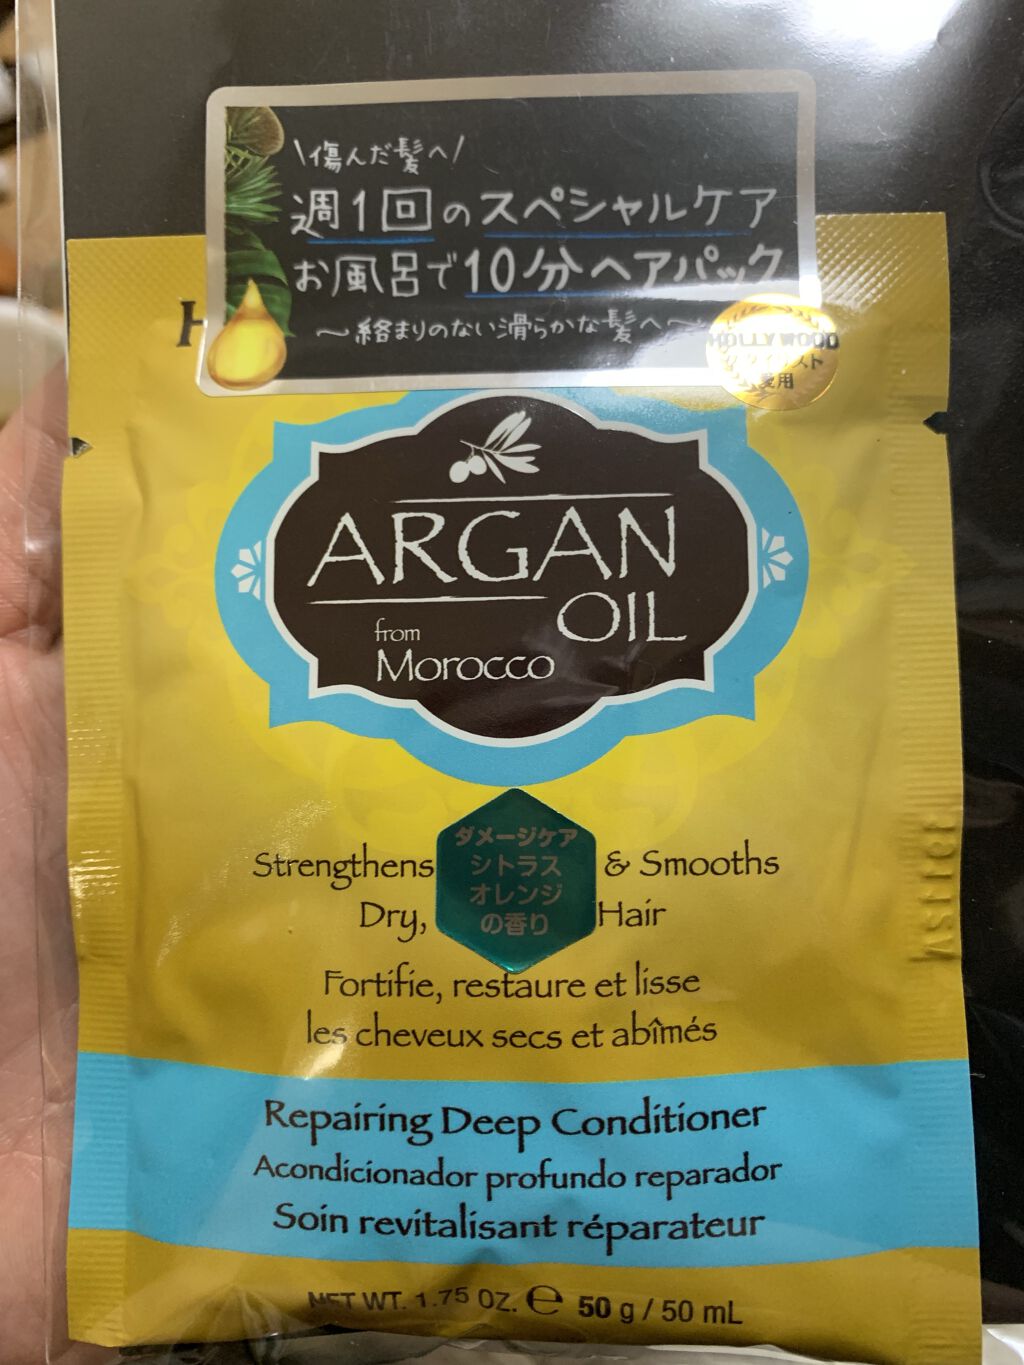 \傷んだ髪へ/
週1回のスペシャルケア
お風呂で10分ヘアパック
～絡まりのない滑らかな髪へ～
HOLLYWOOD
愛用
ARGAN
OIL
from
Morocco
ダメージケア
シトラス
オレンジ
の香り
Strengthens & Smooths
Dry, Hair
Fortifie, restaure et lisse
les cheveux secs et abîmés
Repairing Deep Conditioner
Acondicionador profundo reparador
Soin revitalisant réparateur
NET WT. 1.75 OZ. ℮ 50 g / 50 mL